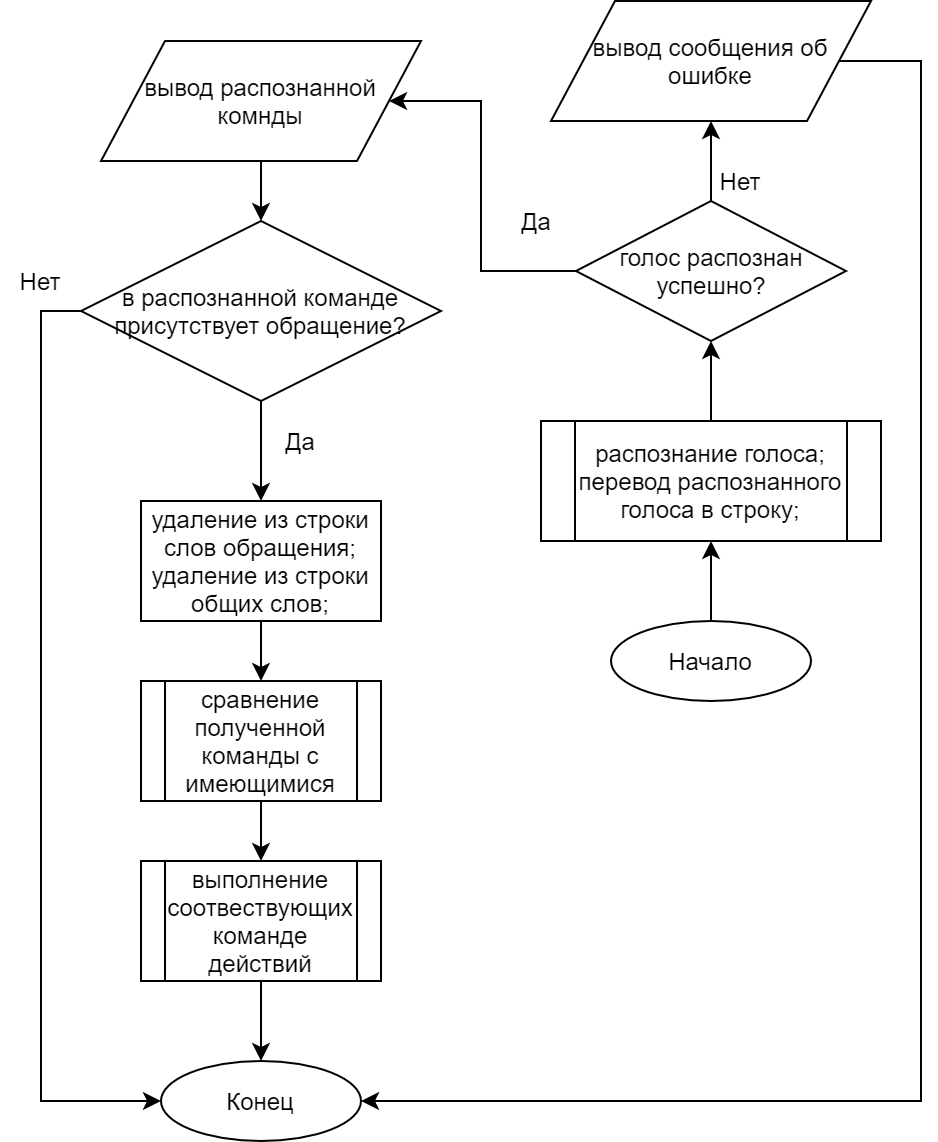 вывод сообщения об
ошибке
вывод распознанной
комнды
Нет
Да
голос распознан
успешно?
Нет
в распознанной команде
присутствует обращение?
Да
распознание голоса;
перевод распознанного
голоса в строку;
удаление из строки
слов обращения;
удаление из строки
общих слов;
Начало
сравнение
полученной
команды с
имеющимися
выполнение
соотвествующих
команде
действий
Конец